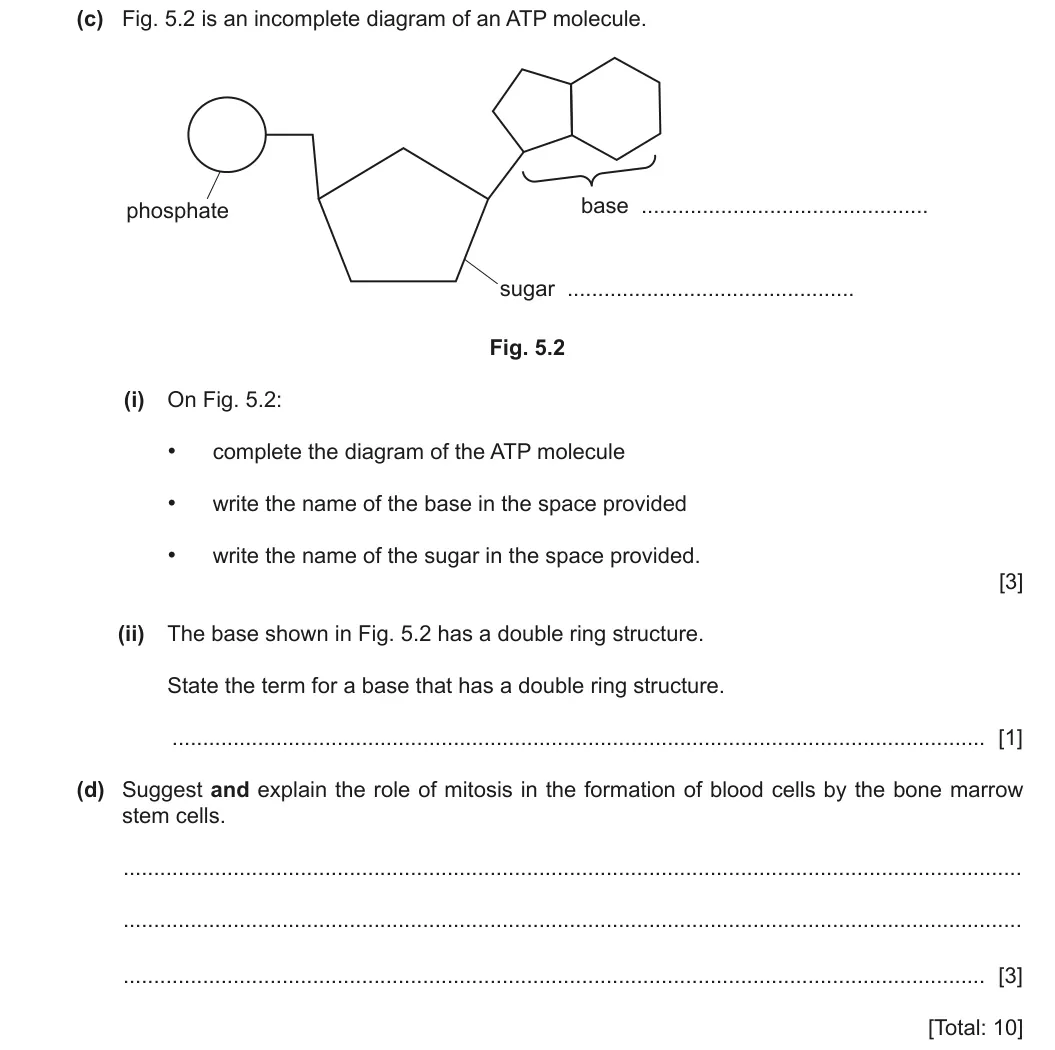 (c) Fig. 5.2 is an incomplete diagram of an ATP molecule.
phosphate
base ................................................
sugar ................................................
Fig. 5.2
(i) On Fig. 5.2:
• complete the diagram of the ATP molecule
• write the name of the base in the space provided
• write the name of the sugar in the space provided.
[3]
(ii) The base shown in Fig. 5.2 has a double ring structure.
State the term for a base that has a double ring structure.
........................................................................................................................................ [1]
(d) Suggest and explain the role of mitosis in the formation of blood cells by the bone marrow
stem cells.
......................................................................................................................................................
......................................................................................................................................................
................................................................................................................................................ [3]
[Total: 10]